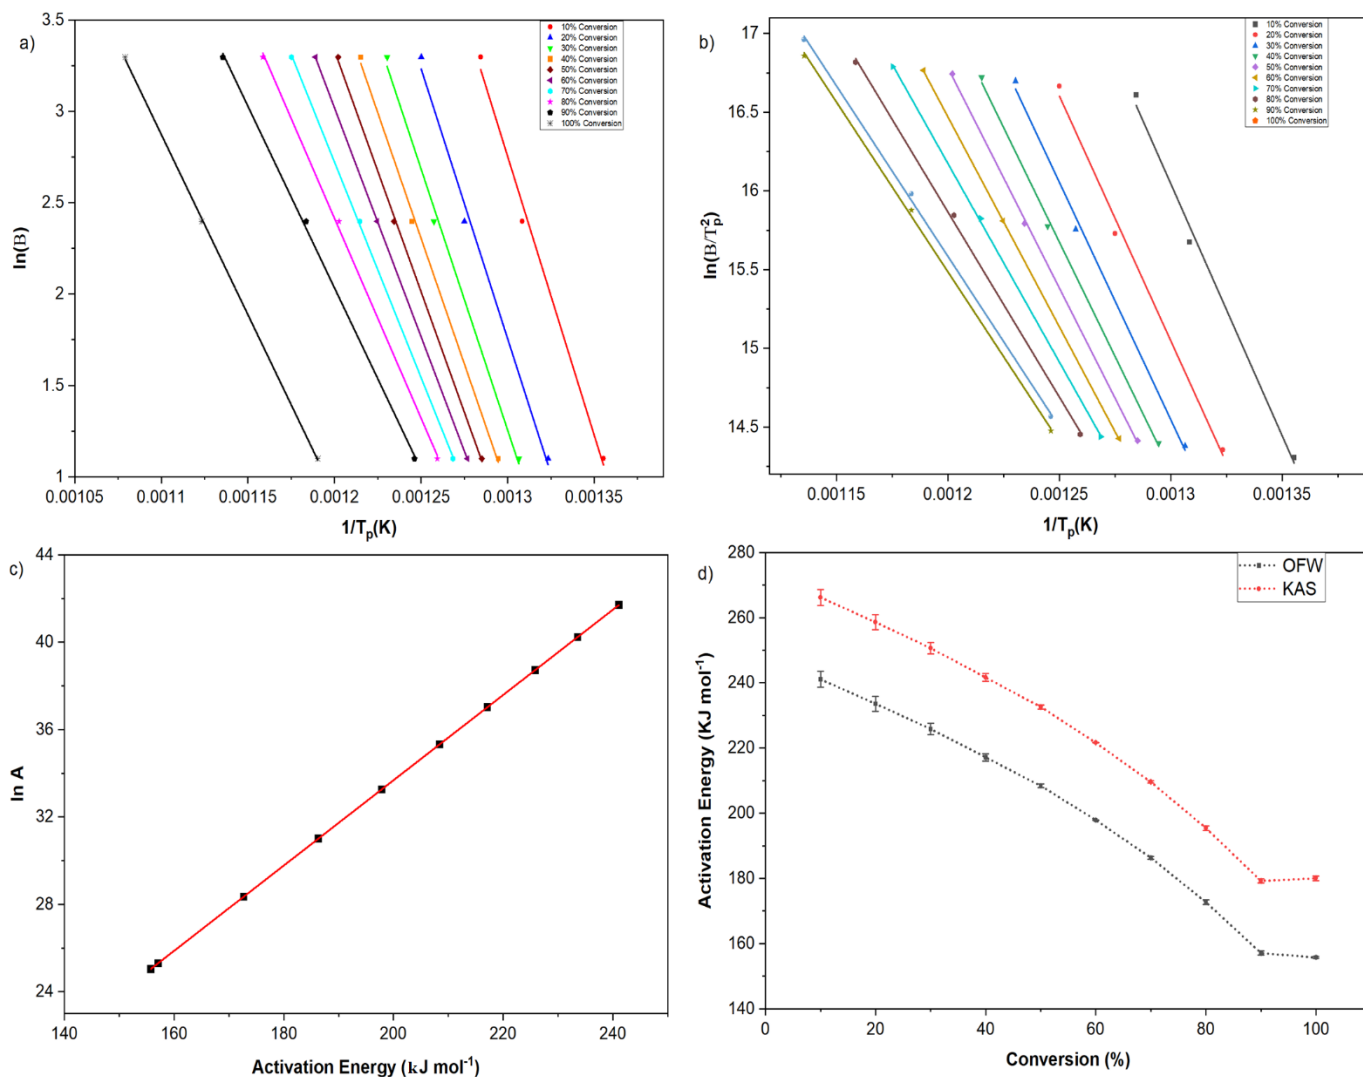 a)
3.5
3.0
2.5
2
1.5
1
ln(B)
0.00105
0.0011
0.00115
0.0012
0.00125
0.0013
0.00135
1/Tp(K)
10% Conversion
20% Conversion
30% Conversion
40% Conversion
50% Conversion
60% Conversion
70% Conversion
80% Conversion
90% Conversion
100% Conversion
b)
17
16.5
16
15.5
15
14.5
ln(B/Tp²)
0.00115
0.0012
0.00125
0.0013
0.00135
1/Tp(K)
10% Conversion
20% Conversion
30% Conversion
40% Conversion
50% Conversion
60% Conversion
70% Conversion
80% Conversion
90% Conversion
100% Conversion
c)
44
40
36
32
28
24
ln A
140
160
180
200
220
240
Activation Energy (kJ mol⁻¹)
d)
280
260
240
220
200
180
160
140
Activation Energy (KJ mol⁻¹)
0
20
40
60
80
100
Conversion (%)
OFW
KAS